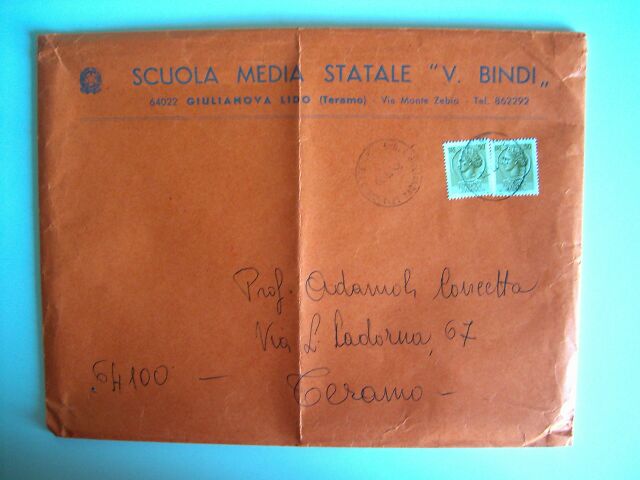 SCUOLA MEDIA STATALE "V. BINDI„
64022 GIULIANOVA LIDO (Teramo) - Via Monte Zebio - Tel. 862292
Prof. Adamoli Concetta
Via L. Cadorna, 67
64100 — Teramo —